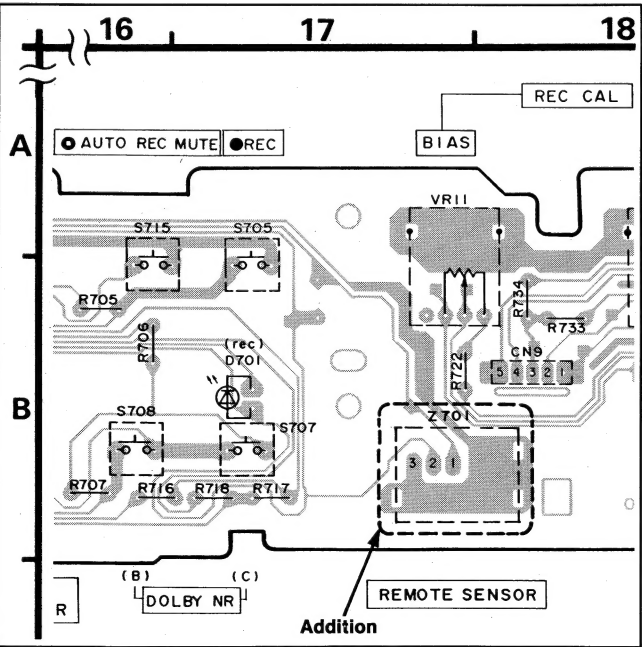 16 17 18
REC CAL
A
AUTO REC MUTE REC
BIAS
VR11
S715 S705
R705
R706
(rec)
D701
R734
R733
CN9
5 4 3 2 1
R722
B
S708 S707
Z701
3 2 1
R707 R716 R718 R717
(B) (C)
DOLBY NR
R
REMOTE SENSOR
Addition